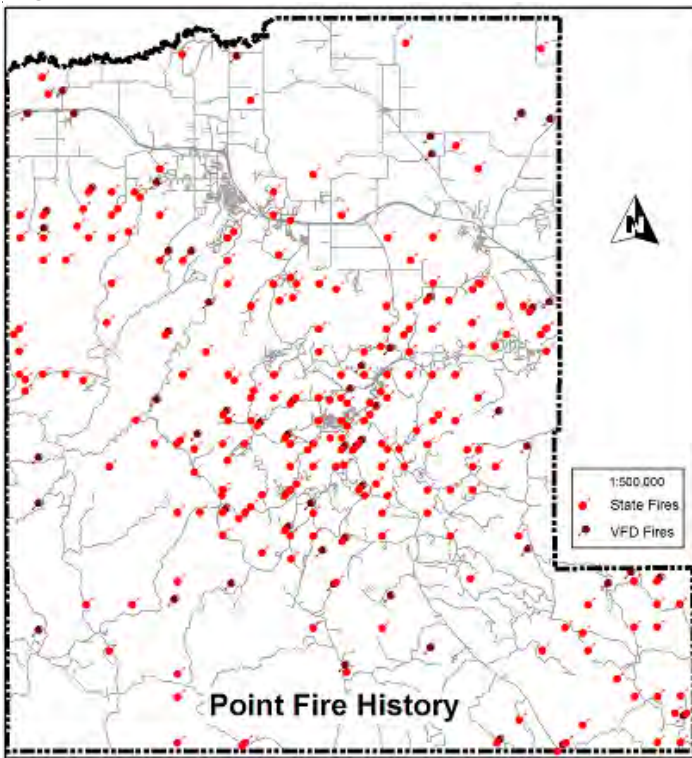 N
1:500,000
State Fires
VFD Fires
Point Fire History